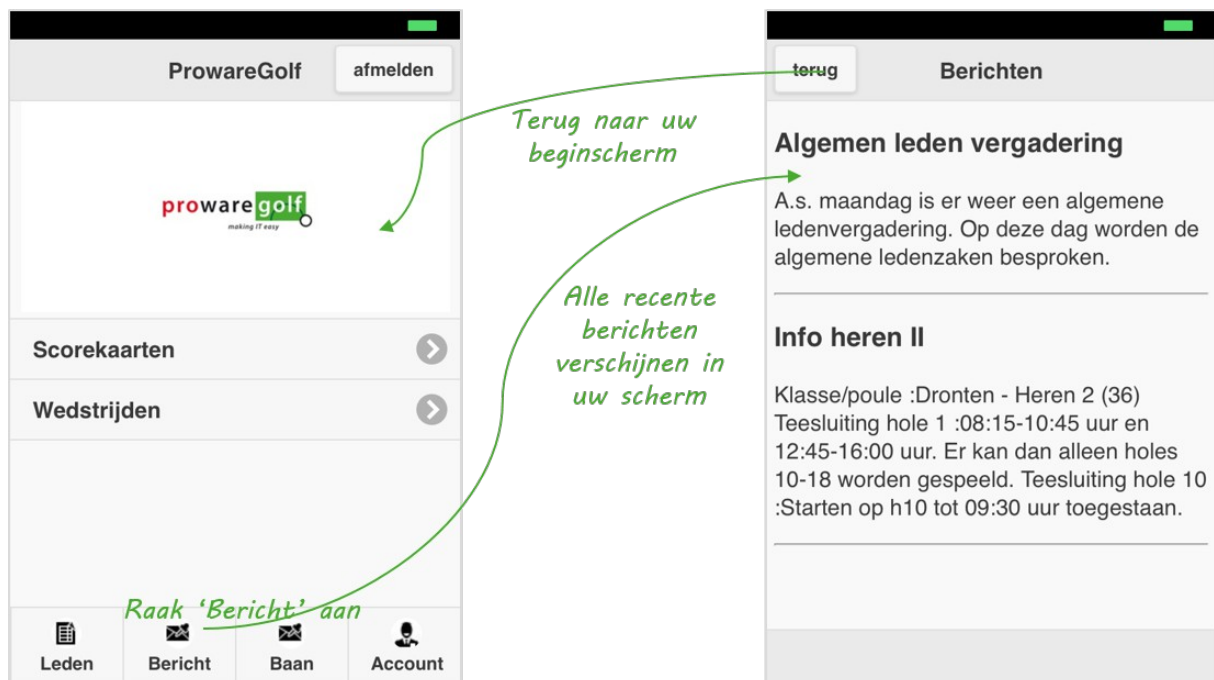 ProwareGolf
afmelden
prowaregolf
making IT easy
Scorekaarten
Wedstrijden
Raak ‘Bericht’ aan
Leden
Bericht
Baan
Account
Terug naar uw
beginscherm
Alle recente
berichten
verschijnen in
uw scherm
terug
Berichten
Algemen leden vergadering
A.s. maandag is er weer een algemene
ledenvergadering. Op deze dag worden de
algemene ledenzaken besproken.
Info heren II
Klasse/poule :Dronten - Heren 2 (36)
Teesluiting hole 1 :08:15-10:45 uur en
12:45-16:00 uur. Er kan dan alleen holes
10-18 worden gespeeld. Teesluiting hole 10
:Starten op h10 tot 09:30 uur toegestaan.